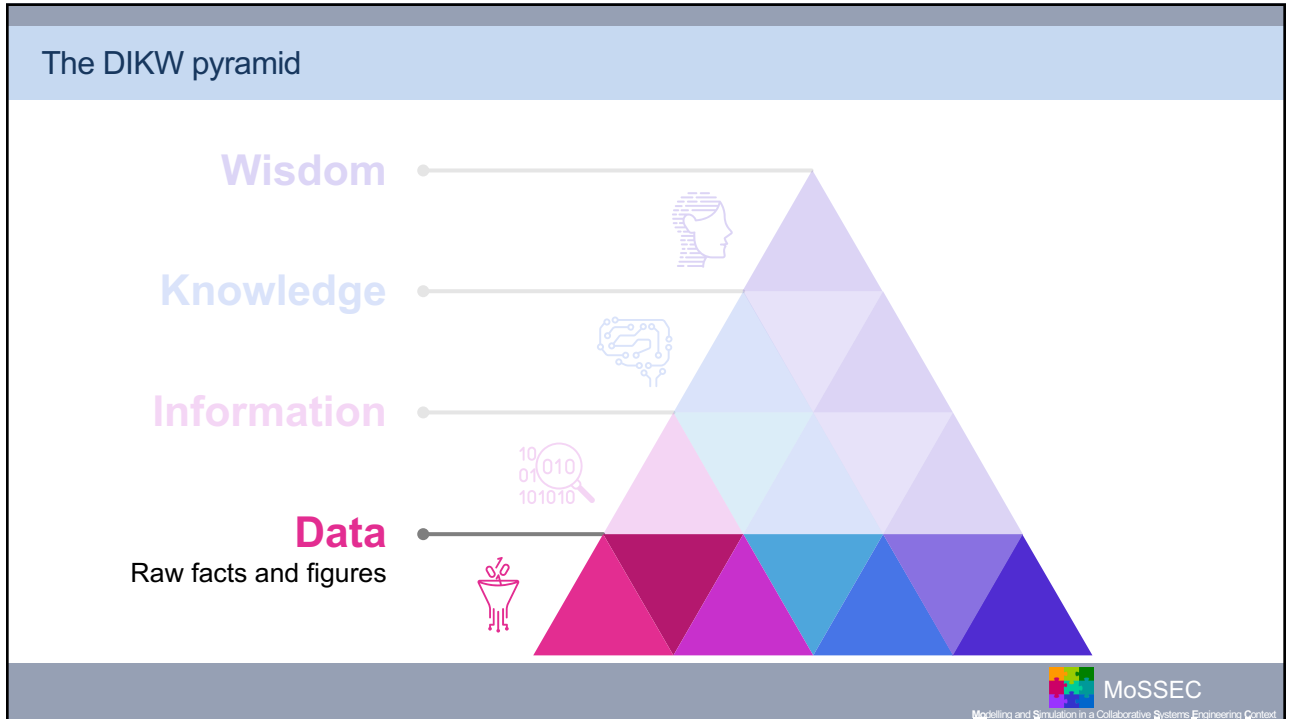 The DIKW pyramid
Wisdom
Knowledge
Information
10
01
010
101010
Data
Raw facts and figures
010
MoSSEC
Modelling and Simulation in a Collaborative Systems Engineering Context